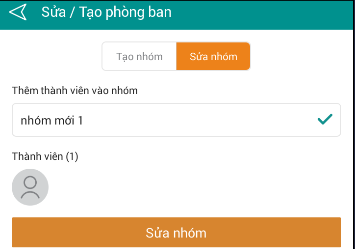 Sửa / Tạo phòng ban
Tạo nhóm Sửa nhóm
Thêm thành viên vào nhóm
nhóm mới 1
Thành viên (1)
Sửa nhóm